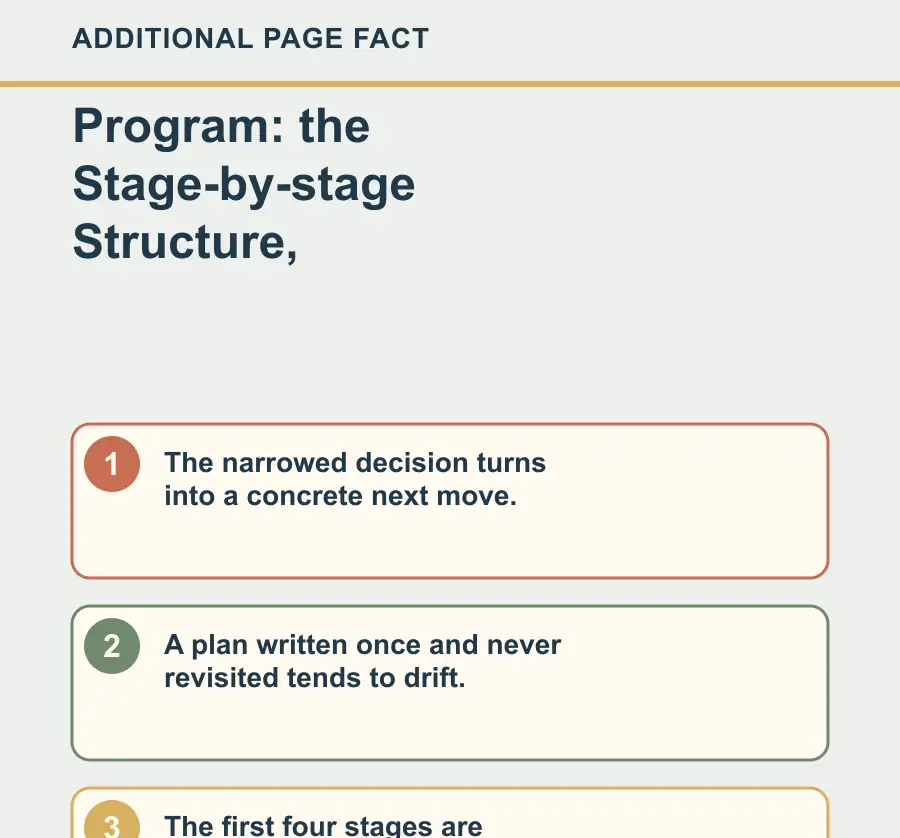 ADDITIONAL PAGE FACT
Program: the
Stage-by-stage
Structure,
1
The narrowed decision turns
into a concrete next move.
2
A plan written once and never
revisited tends to drift.
3
The first four stages are